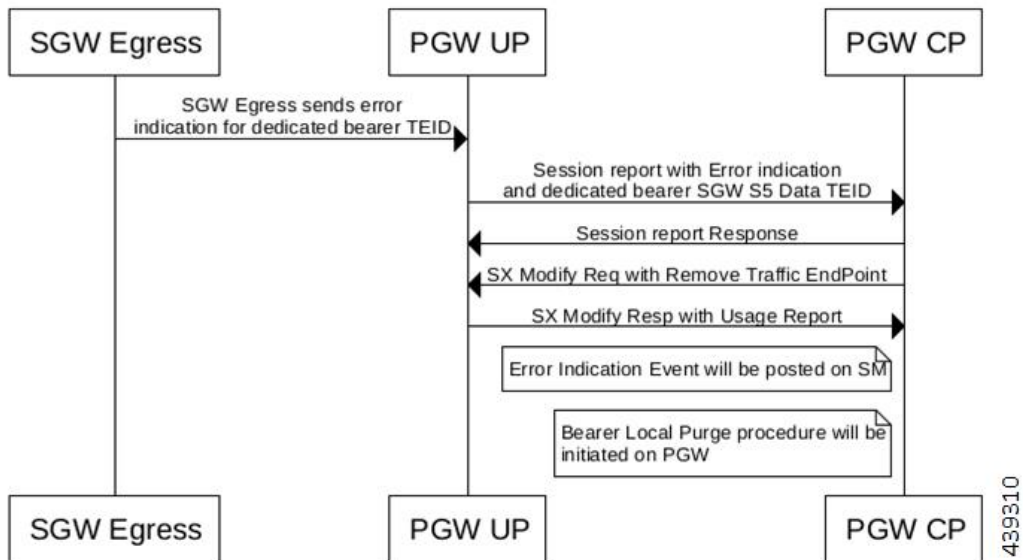 SGW Egress
PGW UP
PGW CP
SGW Egress sends error
indication for dedicated bearer TEID
Session report with Error indication
and dedicated bearer SGW S5 Data TEID
Session report Response
SX Modify Req with Remove Traffic EndPoint
SX Modify Resp with Usage Report
Error Indication Event will be posted on SM
Bearer Local Purge procedure will be
initiated on PGW
SGW Egress
PGW UP
PGW CP
439310